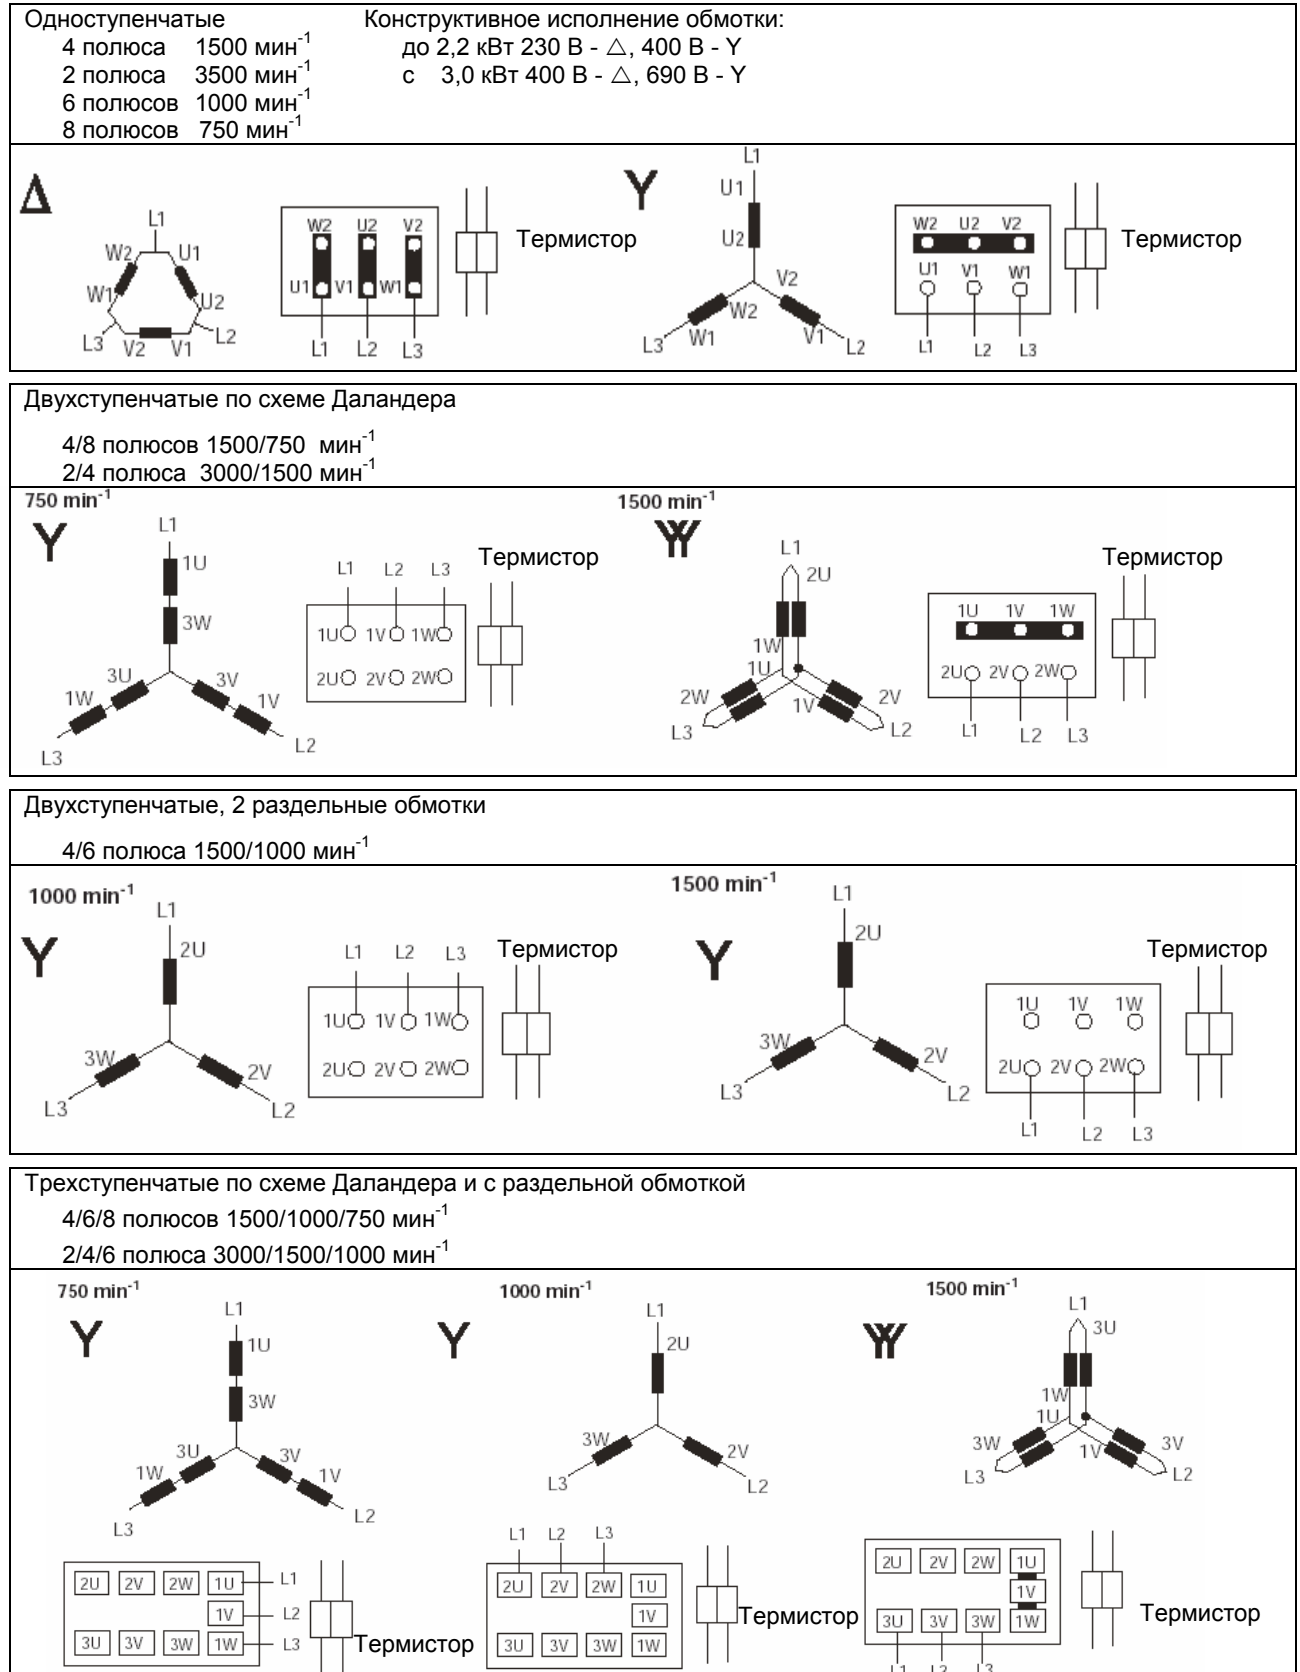 Одноступенчатые Конструктивное исполнение обмотки:
4 полюса 1500 мин-1 до 2,2 кВт 230 В - △, 400 В - Y
2 полюса 3500 мин-1 с 3,0 кВт 400 В - △, 690 В - Y
6 полюсов 1000 мин-1
8 полюсов 750 мин-1
Δ
L1
W2 U1
W1 U2
L3 V2 V1 L2
W2 U2 V2
U1 V1 W1
L1 L2 L3
Термистор
Y
L1
U1
U2
V2
W2
W1 V1
L3 L2
W2 U2 V2
U1 V1 W1
L1 L2 L3
Термистор
Двухступенчатые по схеме Даландера
4/8 полюсов 1500/750 мин-1
2/4 полюса 3000/1500 мин-1
750 min-1
Y
L1
1U
3W
3U 3V
1W 1V
L3 L2
L1 L2 L3
1U 1V 1W
2U 2V 2W
Термистор
1500 min-1
YY
L1
2U
1W
1U
2W 1V 2V
L3 L2
1U 1V 1W
2U 2V 2W
L1 L2 L3
Термистор
Двухступенчатые, 2 раздельные обмотки
4/6 полюса 1500/1000 мин-1
1000 min-1
Y
L1
2U
3W 2V
L3 L2
L1 L2 L3
1U 1V 1W
2U 2V 2W
Термистор
1500 min-1
Y
L1
2U
3W 2V
L3 L2
1U 1V 1W
2U 2V 2W
L1 L2 L3
Термистор
Трехступенчатые по схеме Даландера и с раздельной обмоткой
4/6/8 полюсов 1500/1000/750 мин-1
2/4/6 полюса 3000/1500/1000 мин-1
750 min-1
Y
L1
1U
3W
3U 3V
1W 1V
L3 L2
2U 2V 2W 1U L1
1V L2
3U 3V 3W 1W L3
Термистор
1000 min-1
Y
L1
2U
3W 2V
L3 L2
L1 L2 L3
2U 2V 2W 1U
1V
3U 3V 3W 1W
Термистор
1500 min-1
YY
L1
3U
1W
1U
3W 1V 3V
L3 L2
2U 2V 2W 1U
1V
3U 3V 3W 1W
L1 L2 L3
Термистор